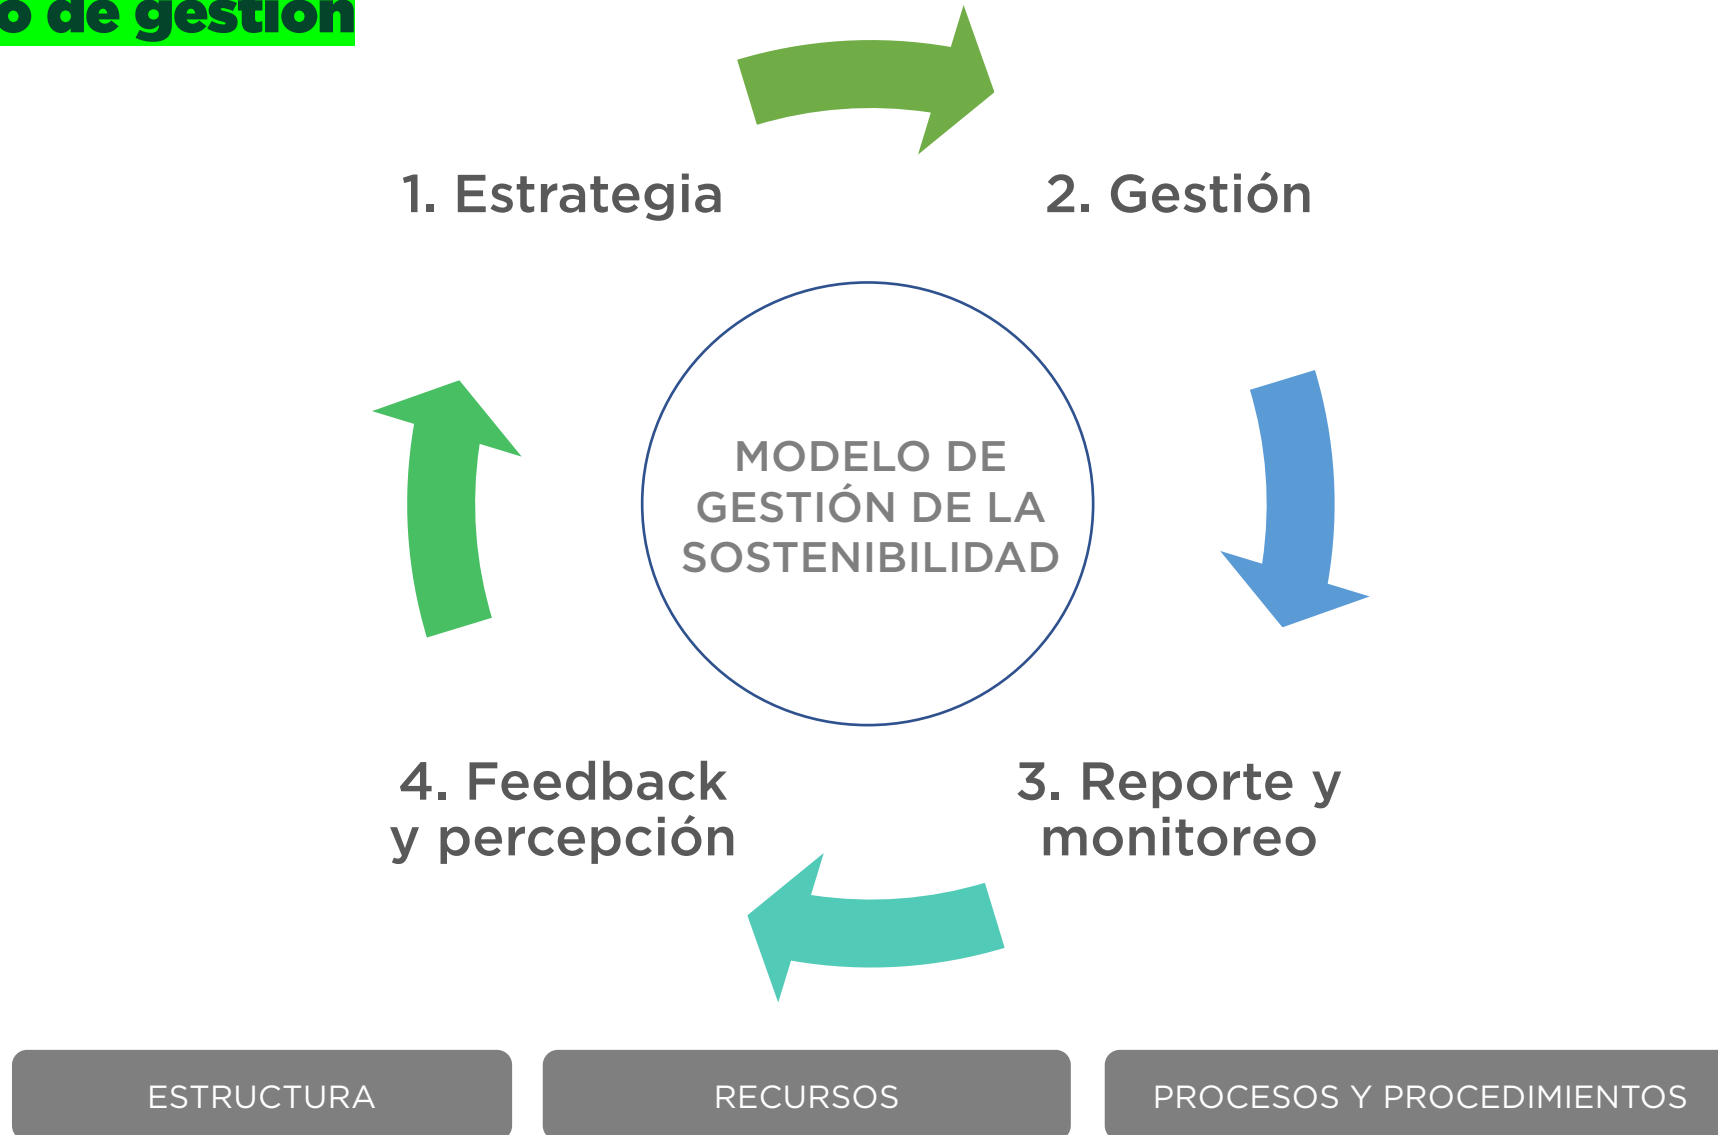 o de gestión
1. Estrategia
2. Gestión
MODELO DE
GESTIÓN DE LA
SOSTENIBILIDAD
4. Feedback
y percepción
3. Reporte y
monitoreo
ESTRUCTURA
RECURSOS
PROCESOS Y PROCEDIMIENTOS